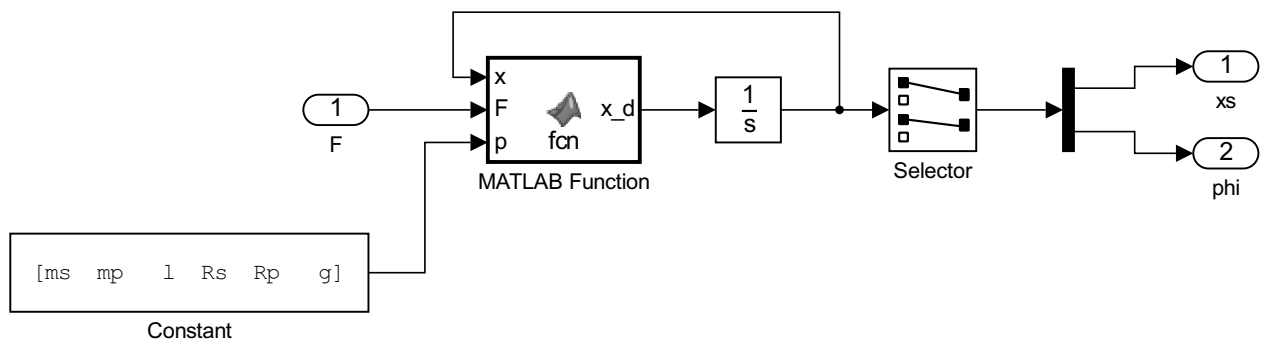 x
F
p
x_d
fcn
MATLAB Function
1
F
1
s
Selector
1
xs
2
phi
[ms mp l Rs Rp g]
Constant